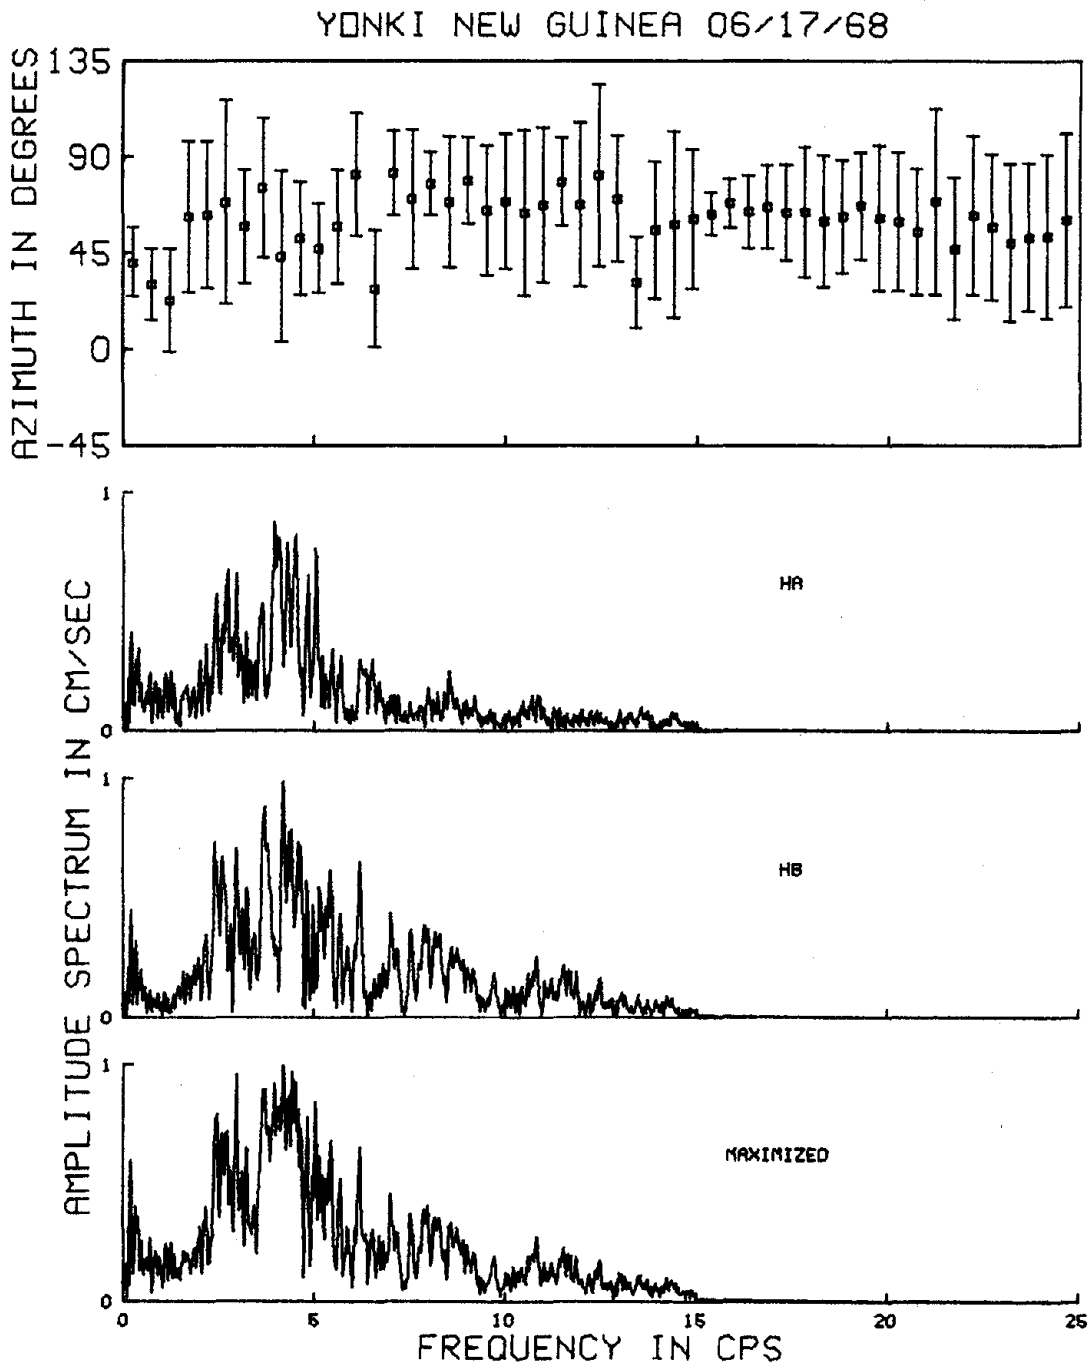 YONKI NEW GUINEA 06/17/68
AZIMUTH IN DEGREES
135
90
45
0
-45
AMPLITUDE SPECTRUM IN CM/SEC
1
HA
0
1
HB
0
1
MAXIMIZED
0
0 5 10 15 20 25
FREQUENCY IN CPS